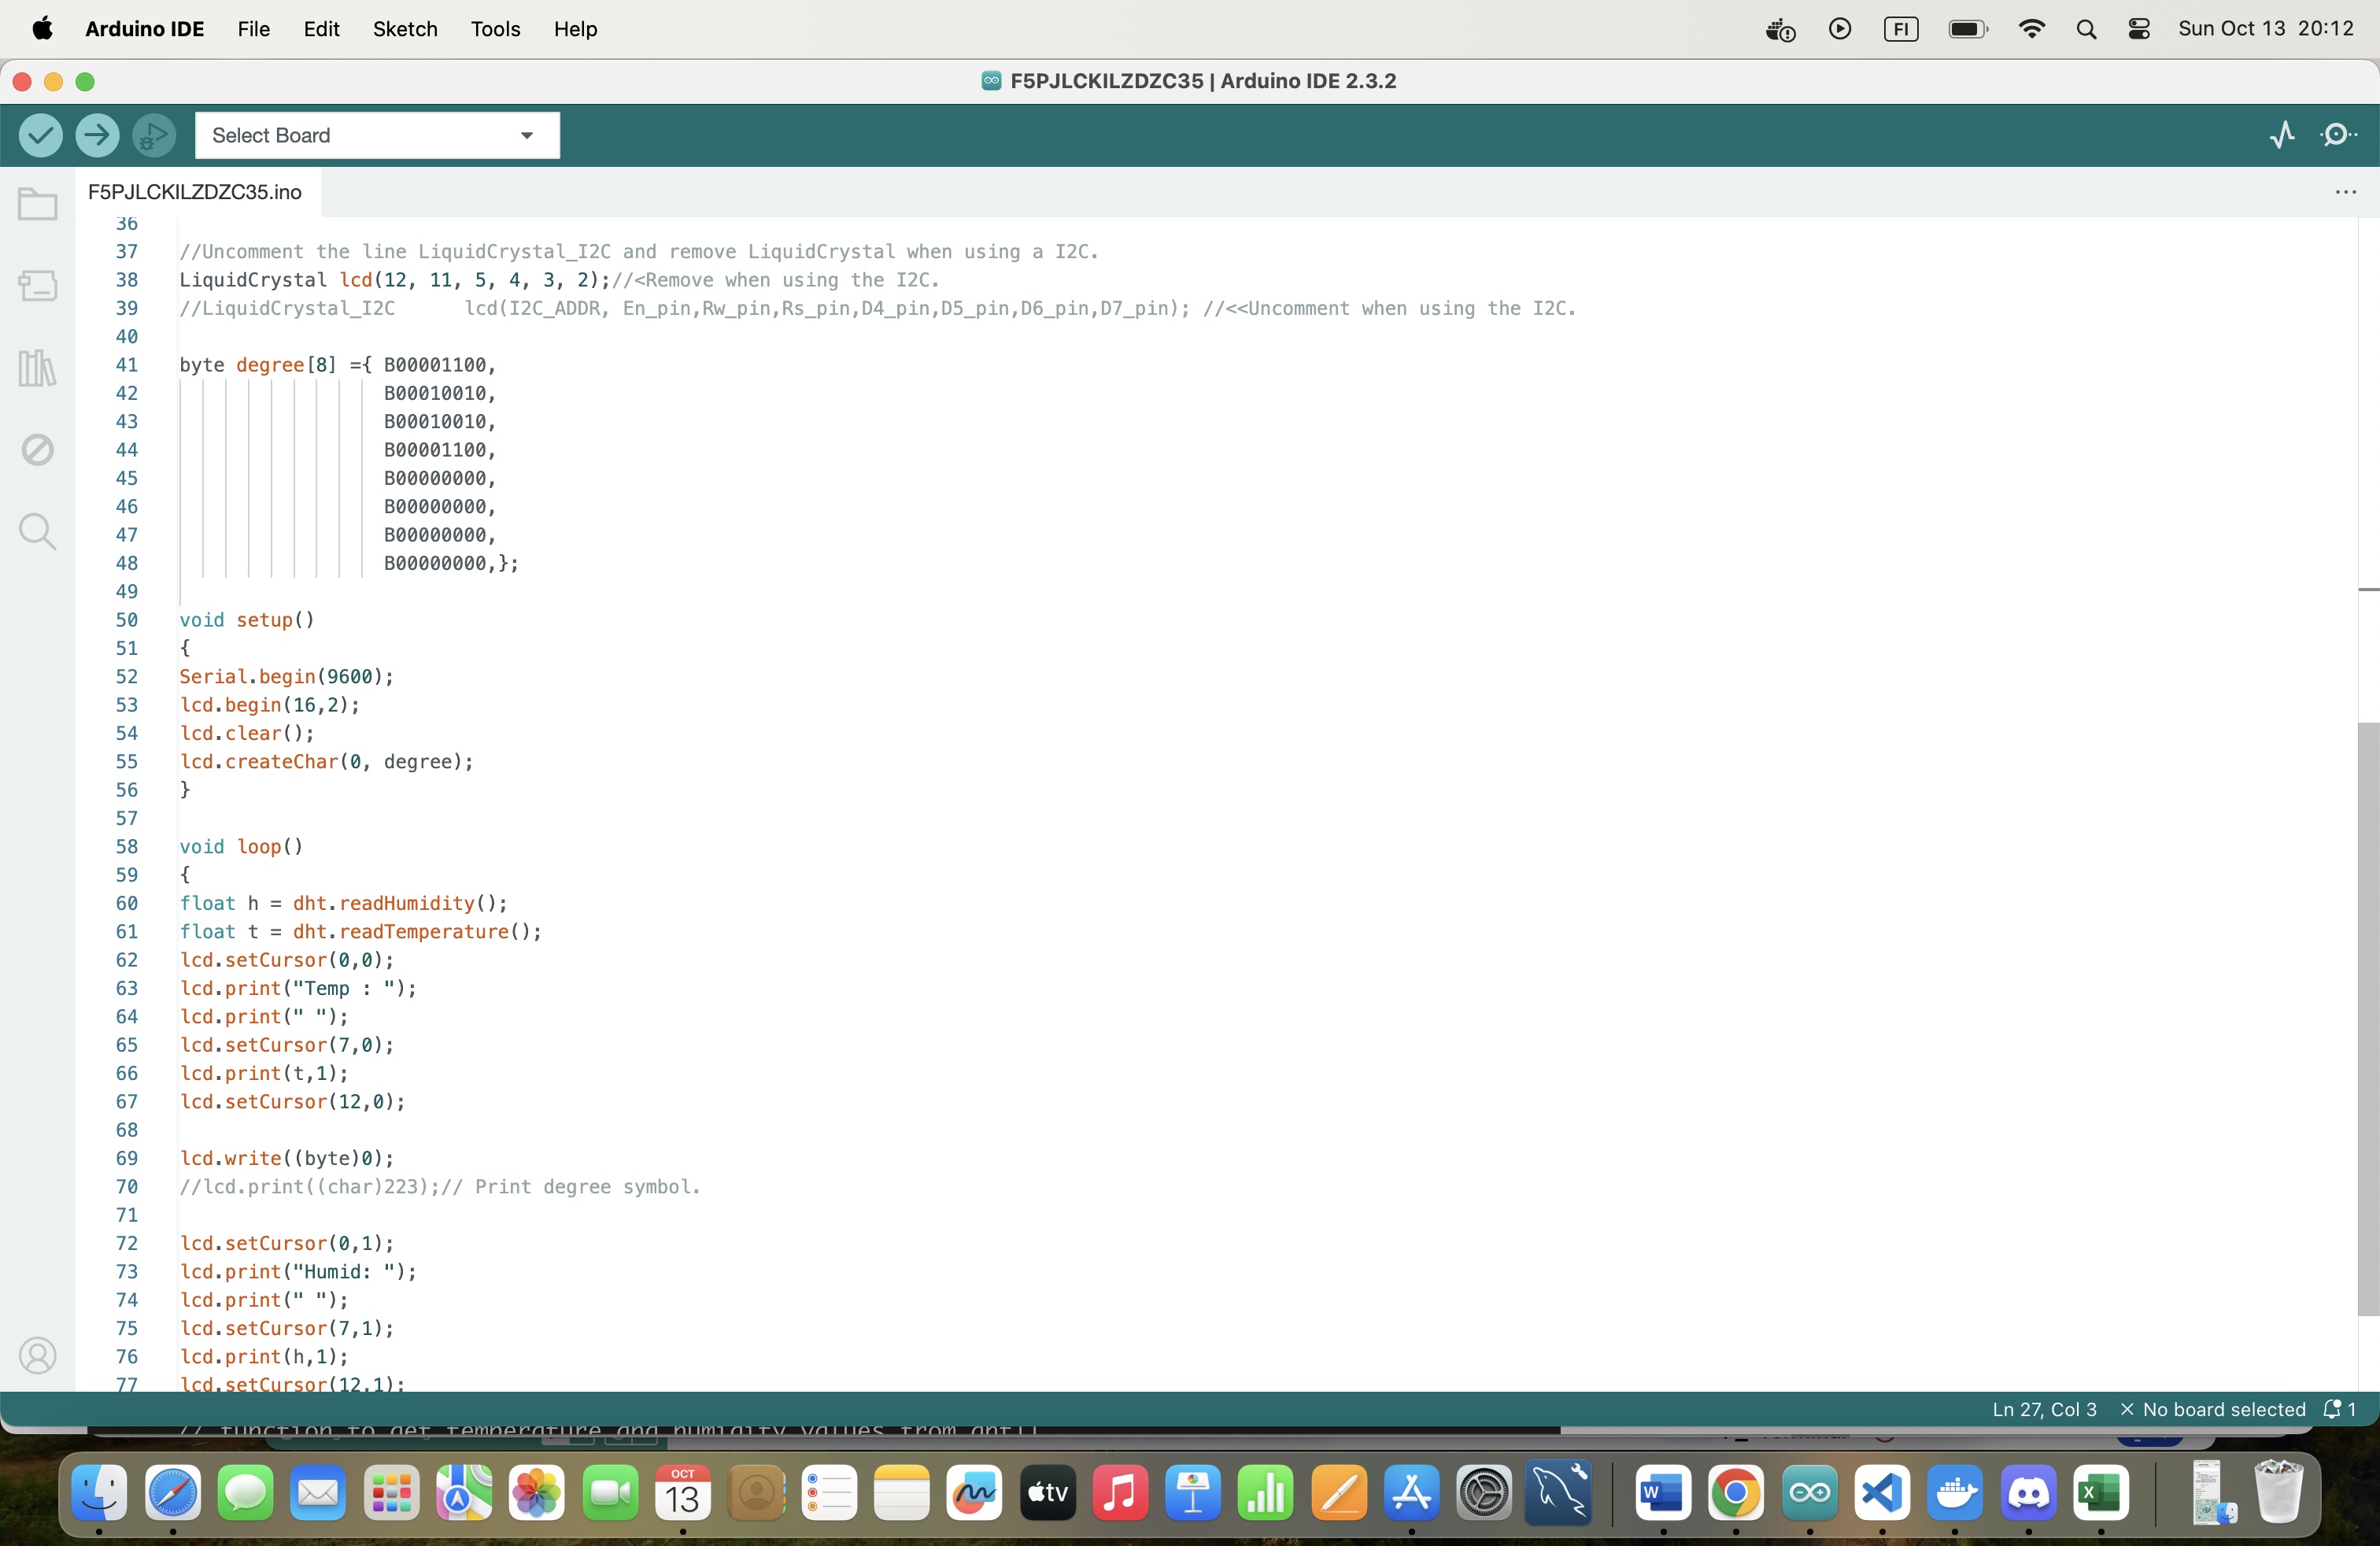 Arduino IDE File Edit Sketch Tools Help FI Sun Oct 13 20:12
F5PJLCKILZDZC35 | Arduino IDE 2.3.2
Select Board
F5PJLCKILZDZC35.ino
36
37 //Uncomment the line LiquidCrystal_I2C and remove LiquidCrystal when using a I2C.
38 LiquidCrystal lcd(12, 11, 5, 4, 3, 2);//<Remove when using the I2C.
39 //LiquidCrystal_I2C      lcd(I2C_ADDR, En_pin,Rw_pin,Rs_pin,D4_pin,D5_pin,D6_pin,D7_pin); //<<Uncomment when using the I2C.
40
41 byte degree[8] ={ B00001100,
42 B00010010,
43 B00010010,
44 B00001100,
45 B00000000,
46 B00000000,
47 B00000000,
48 B00000000,};
49
50 void setup()
51 {
52 Serial.begin(9600);
53 lcd.begin(16,2);
54 lcd.clear();
55 lcd.createChar(0, degree);
56 }
57
58 void loop()
59 {
60 float h = dht.readHumidity();
61 float t = dht.readTemperature();
62 lcd.setCursor(0,0);
63 lcd.print("Temp : ");
64 lcd.print(" ");
65 lcd.setCursor(7,0);
66 lcd.print(t,1);
67 lcd.setCursor(12,0);
68
69 lcd.write((byte)0);
70 //lcd.print((char)223);// Print degree symbol.
71
72 lcd.setCursor(0,1);
73 lcd.print("Humid: ");
74 lcd.print(" ");
75 lcd.setCursor(7,1);
76 lcd.print(h,1);
77 lcd.setCursor(12,1);
Ln 27, Col 3 × No board selected 1
// function to get temperature and humidity values from
OCT
13
tv
W
X